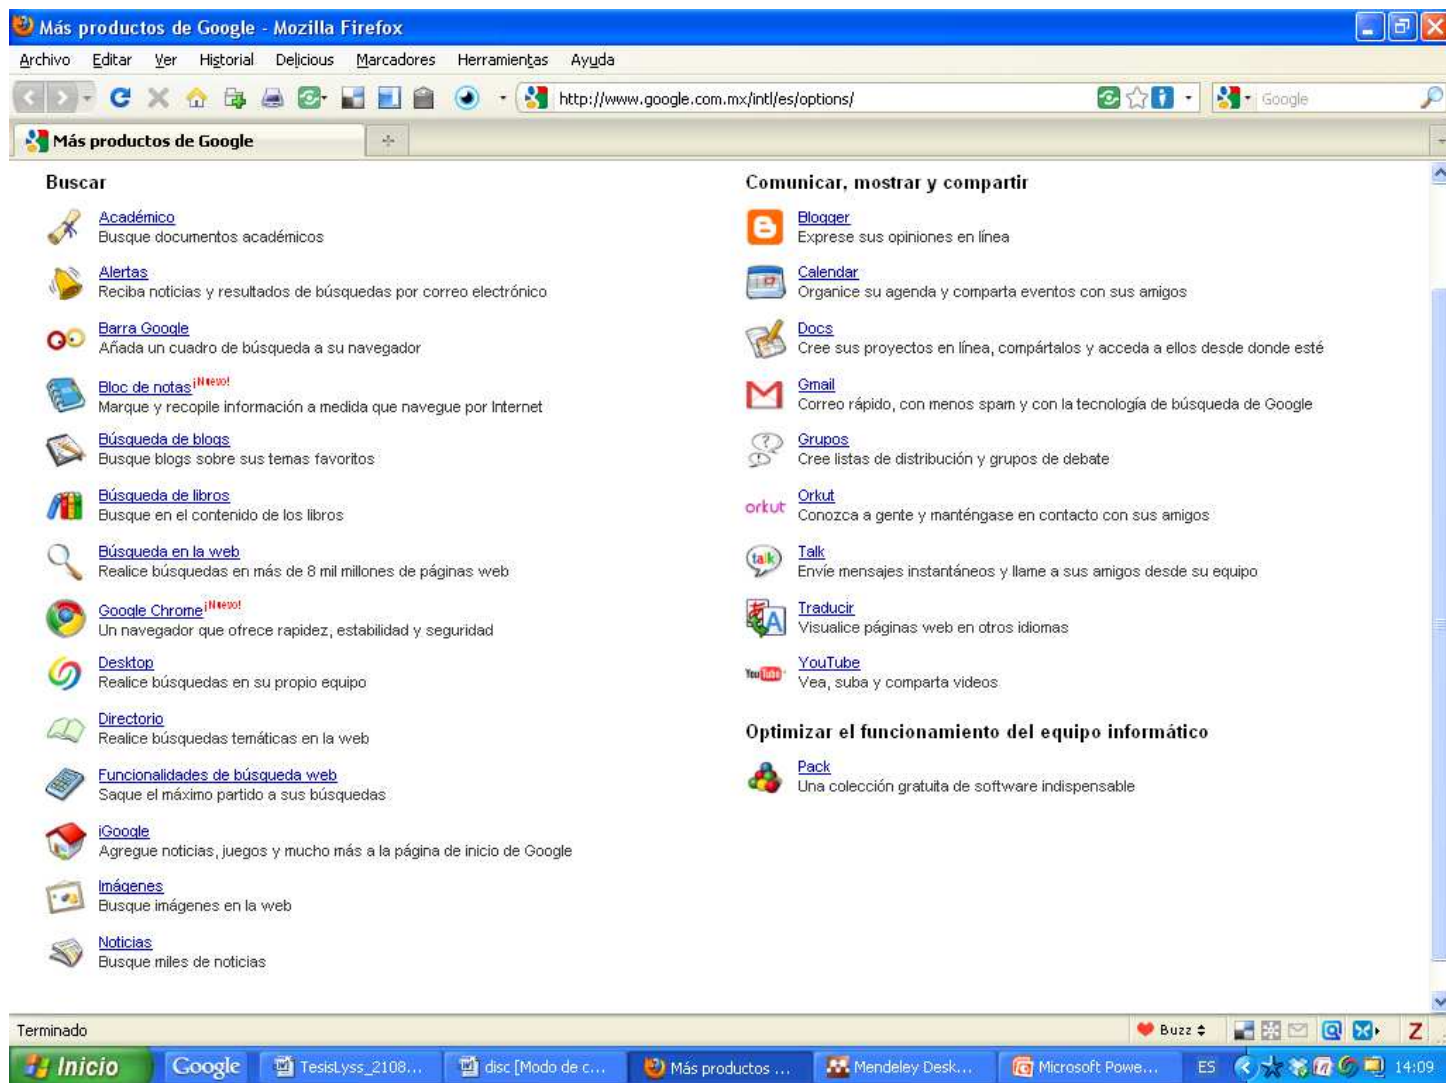 Más productos de Google - Mozilla Firefox
Archivo Editar Ver Historial Delicious Marcadores Herramientas Ayuda
http://www.google.com.mx/intl/es/options/
Google
Más productos de Google
Buscar
Académico
Busque documentos académicos
Alertas
Reciba noticias y resultados de búsquedas por correo electrónico
Barra Google
Añada un cuadro de búsqueda a su navegador
Bloc de notas ¡Nuevo!
Marque y recopile información a medida que navegue por Internet
Búsqueda de blogs
Busque blogs sobre sus temas favoritos
Búsqueda de libros
Busque en el contenido de los libros
Búsqueda en la web
Realice búsquedas en más de 8 mil millones de páginas web
Google Chrome ¡Nuevo!
Un navegador que ofrece rapidez, estabilidad y seguridad
Desktop
Realice búsquedas en su propio equipo
Directorio
Realice búsquedas temáticas en la web
Funcionalidades de búsqueda web
Saque el máximo partido a sus búsquedas
iGoogle
Agregue noticias, juegos y mucho más a la página de inicio de Google
Imágenes
Busque imágenes en la web
Noticias
Busque miles de noticias
Comunicar, mostrar y compartir
Blogger
Exprese sus opiniones en línea
Calendar
Organice su agenda y comparta eventos con sus amigos
Docs
Cree sus proyectos en línea, compártalos y acceda a ellos desde donde esté
Gmail
Correo rápido, con menos spam y con la tecnología de búsqueda de Google
Grupos
Cree listas de distribución y grupos de debate
orkut
Orkut
Conozca a gente y manténgase en contacto con sus amigos
talk
Talk
Envíe mensajes instantáneos y llame a sus amigos desde su equipo
Traducir
Visualice páginas web en otros idiomas
YouTube
YouTube
Vea, suba y comparta videos
Optimizar el funcionamiento del equipo informático
Pack
Una colección gratuita de software indispensable
Terminado
Buzz
Z
Inicio
Google
TesisLyss_2108...
disc [Modo de c...
Más productos ...
Mendeley Desk...
Microsoft Powe...
ES
14:09